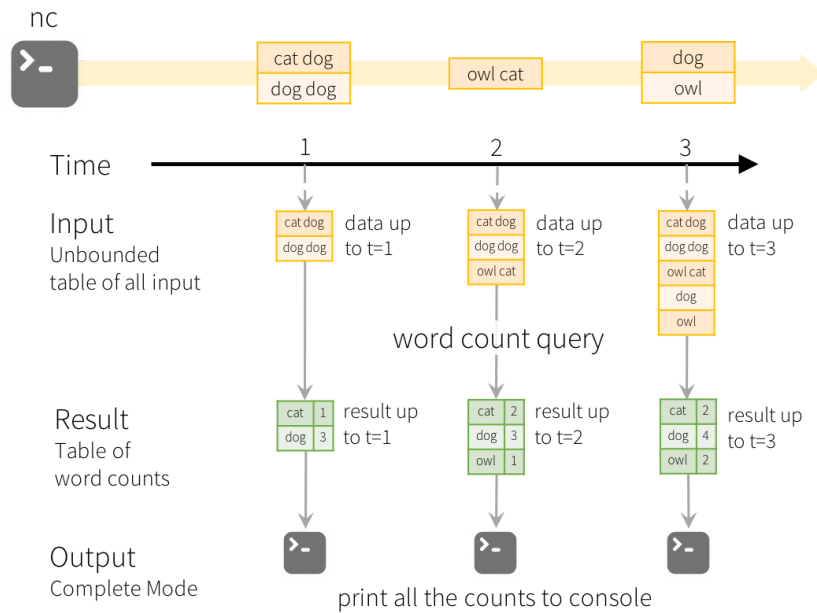 nc
cat dog
dog dog
owl cat
dog
owl
Time
1
2
3
Input
Unbounded
table of all input
cat dog
dog dog
data up
to t=1
cat dog
dog dog
owl cat
data up
to t=2
cat dog
dog dog
owl cat
dog
owl
data up
to t=3
word count query
Result
Table of
word counts
cat 1
dog 3
result up
to t=1
cat 2
dog 3
owl 1
result up
to t=2
cat 2
dog 4
owl 2
result up
to t=3
Output
Complete Mode
print all the counts to console